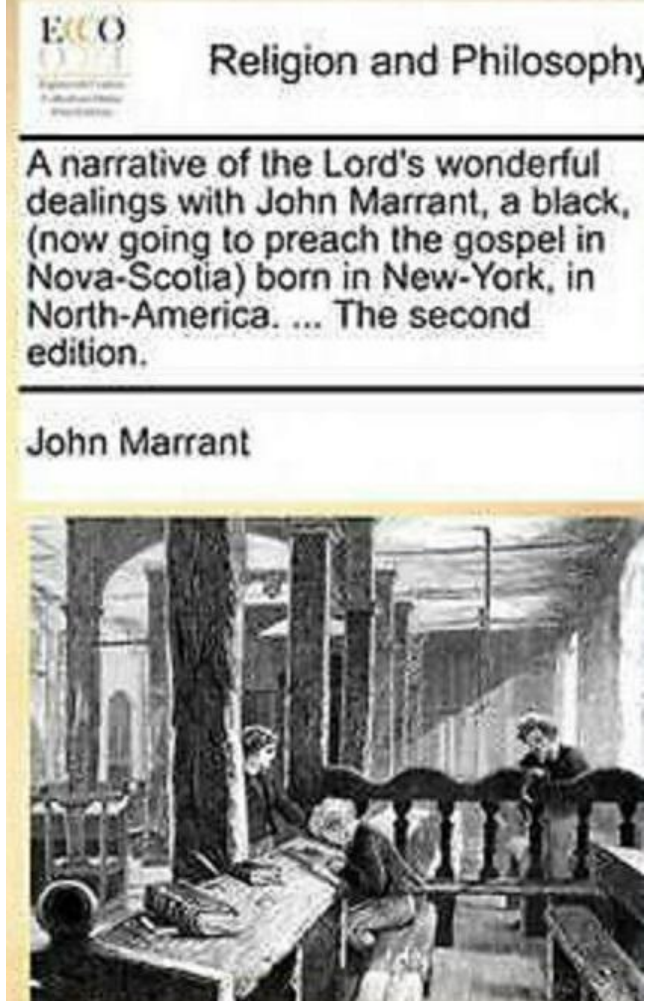 ECCO
Religion and Philosophy
A narrative of the Lord's wonderful
dealings with John Marrant, a black,
(now going to preach the gospel in
Nova-Scotia) born in New-York, in
North-America. ... The second
edition.
John Marrant